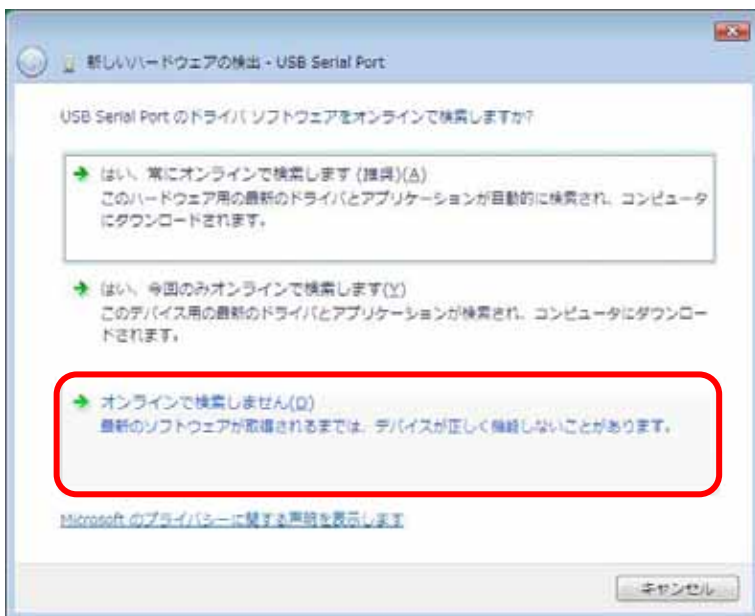 新しいハードウェアの検出 - USB Serial Port
USB Serial Port のドライバ ソフトウェアをオンラインで検索しますか?
はい、常にオンラインで検索します (推奨)(A)
このハードウェア用の最新のドライバとアプリケーションが自動的に検索され、コンピュータ
にダウンロードされます。
はい、今回のみオンラインで検索します(Y)
このデバイス用の最新のドライバとアプリケーションが検索され、コンピュータにダウンロー
ドされます。
オンラインで検索しません(O)
最新のソフトウェアが取得されるまでは、デバイスが正しく機能しないことがあります。
Microsoft のプライバシーに関する声明を表示します
キャンセル